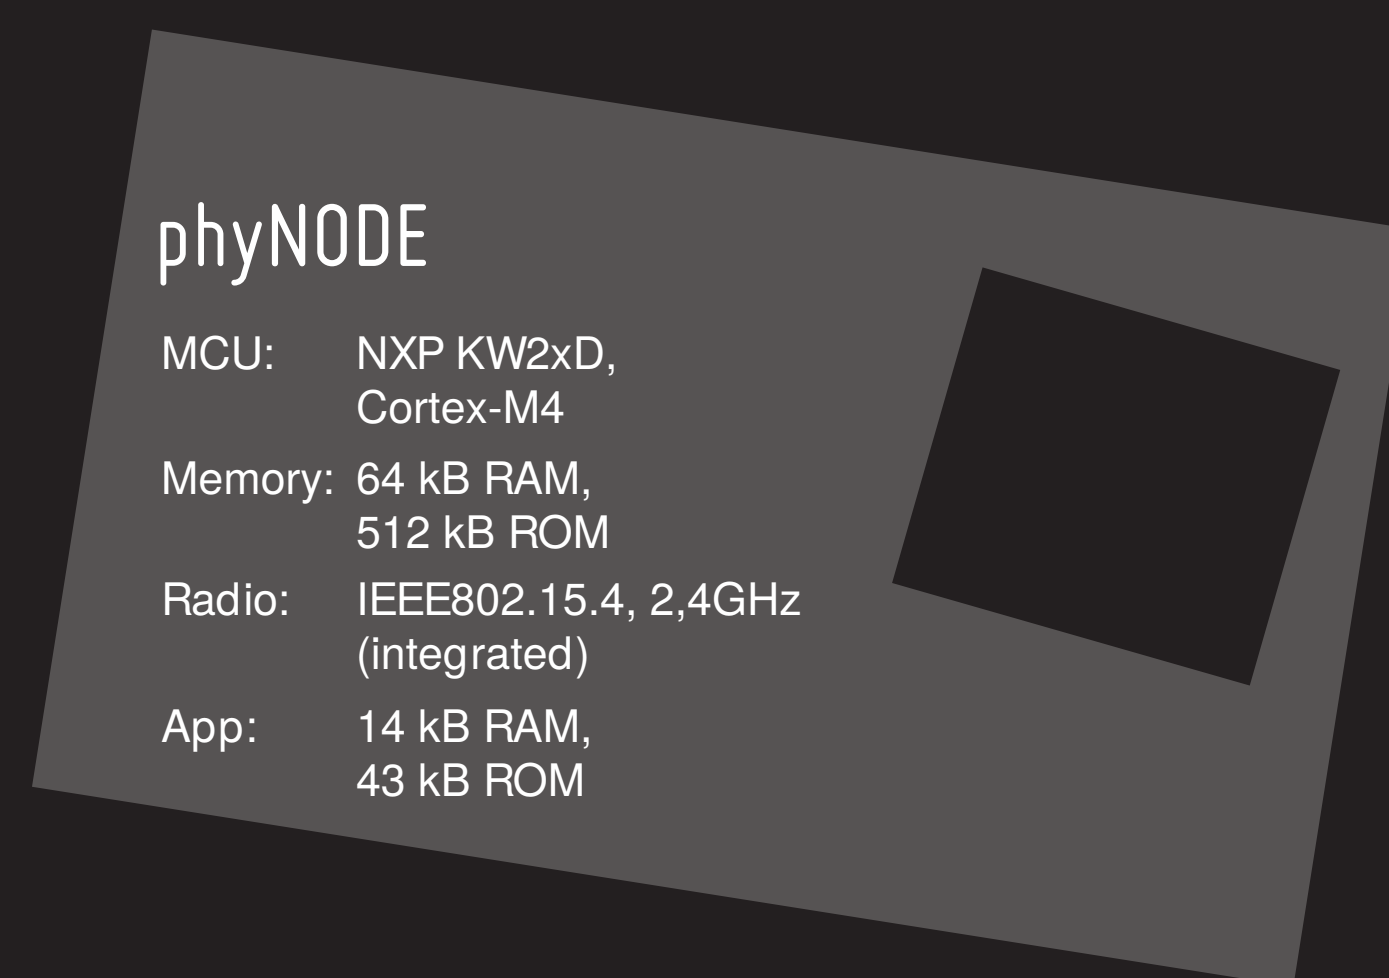 phyNODE
MCU: NXP KW2xD,
Cortex-M4
Memory: 64 kB RAM,
512 kB ROM
Radio: IEEE802.15.4, 2,4GHz
(integrated)
App: 14 kB RAM,
43 kB ROM